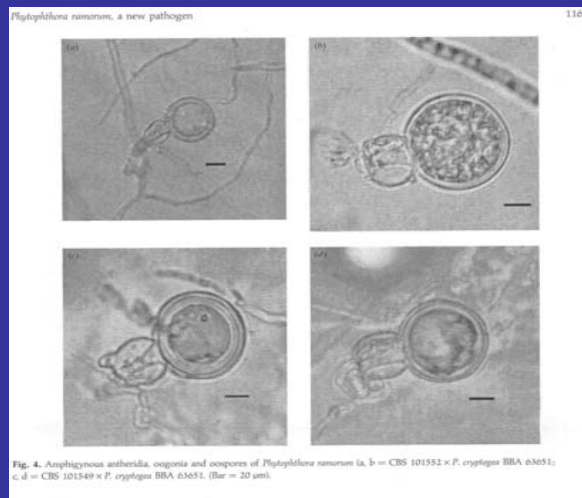 Phytophthora ramorum, a new pathogen 116
(a) (b)
(c) (d)
Fig. 4. Amphigynous antheridia, oogonia and oospores of Phytophthora ramorum (a, b = CBS 101552 × P. cryptogea BBA 63651;
c, d = CBS 101549 × P. cryptogea BBA 63651. (Bar = 20 μm).